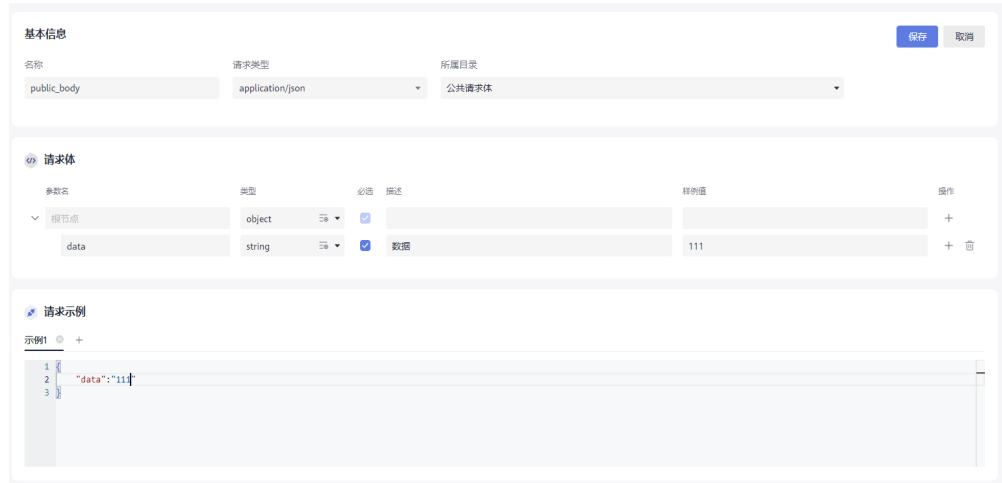 基本信息
保存 取消
名称 请求类型 所属目录
public_body application/json 公共请求体
请求体
参数名 类型 必选 描述 样例值 操作
根节点 object
data string 数据 111
请求示例
示例1
1 {
2 "data":"111"
3 }